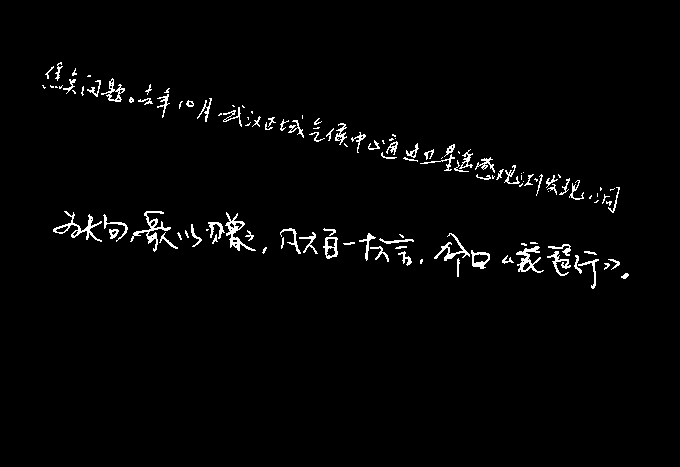 焦点问题。去年10月武汉区域气候中心通过卫星遥感观测发现,洞
为长句,歌以赠之,凡六百一十六言,命曰《琵琶行》。